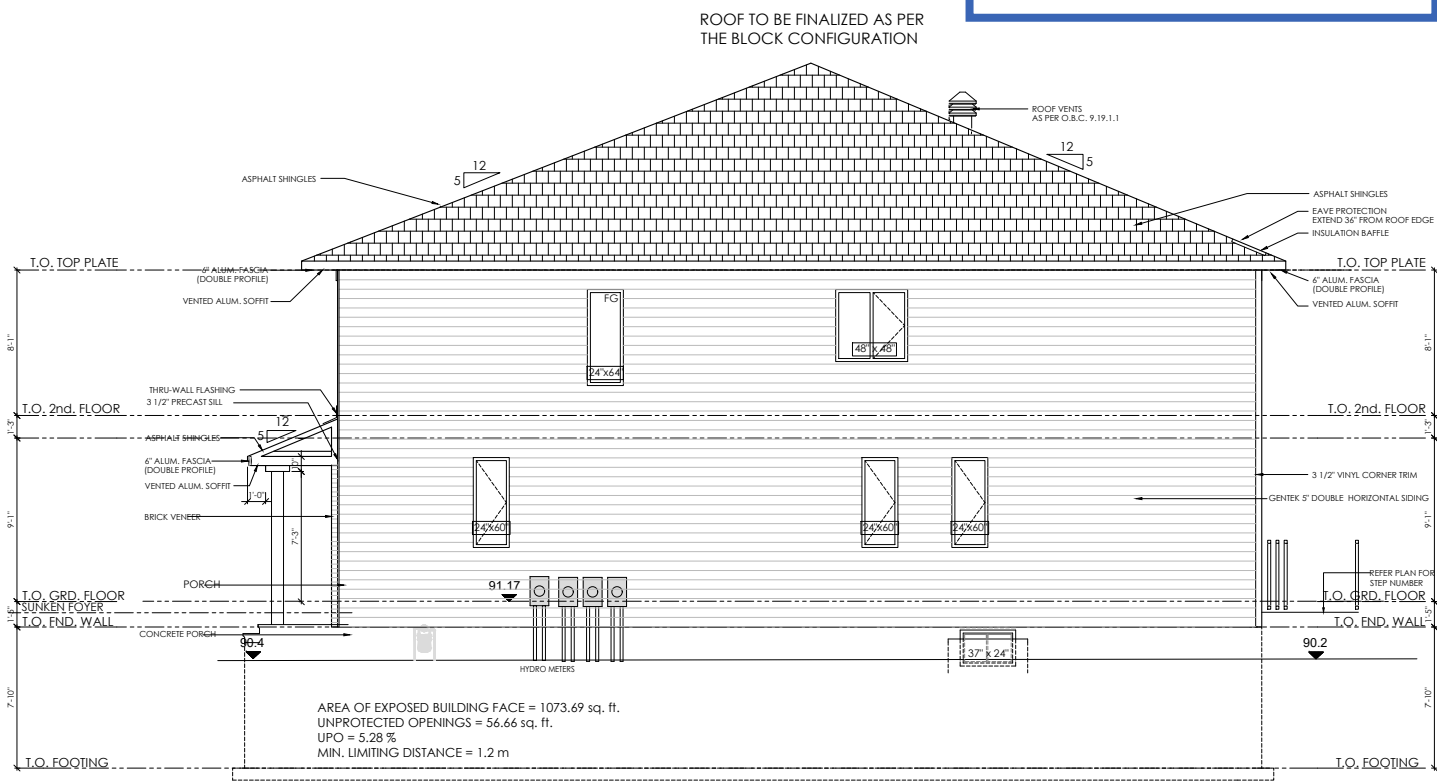 ROOF TO BE FINALIZED AS PER
THE BLOCK CONFIGURATION
ROOF VENTS
AS PER O.B.C. 9.19.1.1
12
5
12
5
ASPHALT SHINGLES
ASPHALT SHINGLES
EAVE PROTECTION
EXTEND 36" FROM ROOF EDGE
INSULATION BAFFLE
T.O. TOP PLATE
T.O. TOP PLATE
6" ALUM. FASCIA
(DOUBLE PROFILE)
VENTED ALUM. SOFFIT
6" ALUM. FASCIA
(DOUBLE PROFILE)
VENTED ALUM. SOFFIT
FG
24"x64"
48" x 48"
8'-1"
8'-1"
THRU-WALL FLASHING
3 1/2" PRECAST SILL
T.O. 2nd. FLOOR
T.O. 2nd. FLOOR
12
5
1'-3"
1'-3"
ASPHALT SHINGLES
6" ALUM. FASCIA
(DOUBLE PROFILE)
VENTED ALUM. SOFFIT
10"
1'-0"
3 1/2" VINYL CORNER TRIM
GENTEK 5" DOUBLE HORIZONTAL SIDING
BRICK VENEER
24"x60"
24"x60"
24"x60"
9'-1"
7'-3"
9'-1"
PORCH
91.17
REFER PLAN FOR
STEP NUMBER
T.O. GRD. FLOOR
T.O. GRD. FLOOR
SUNKEN FOYER
1'-5"
1'-5"
T.O. FND. WALL
T.O. FND. WALL
CONCRETE PORCH
90.4
90.2
37" x 24"
HYDRO METERS
7'-10"
7'-10"
AREA OF EXPOSED BUILDING FACE = 1073.69 sq. ft.
UNPROTECTED OPENINGS = 56.66 sq. ft.
UPO = 5.28 %
MIN. LIMITING DISTANCE = 1.2 m
T.O. FOOTING
T.O. FOOTING